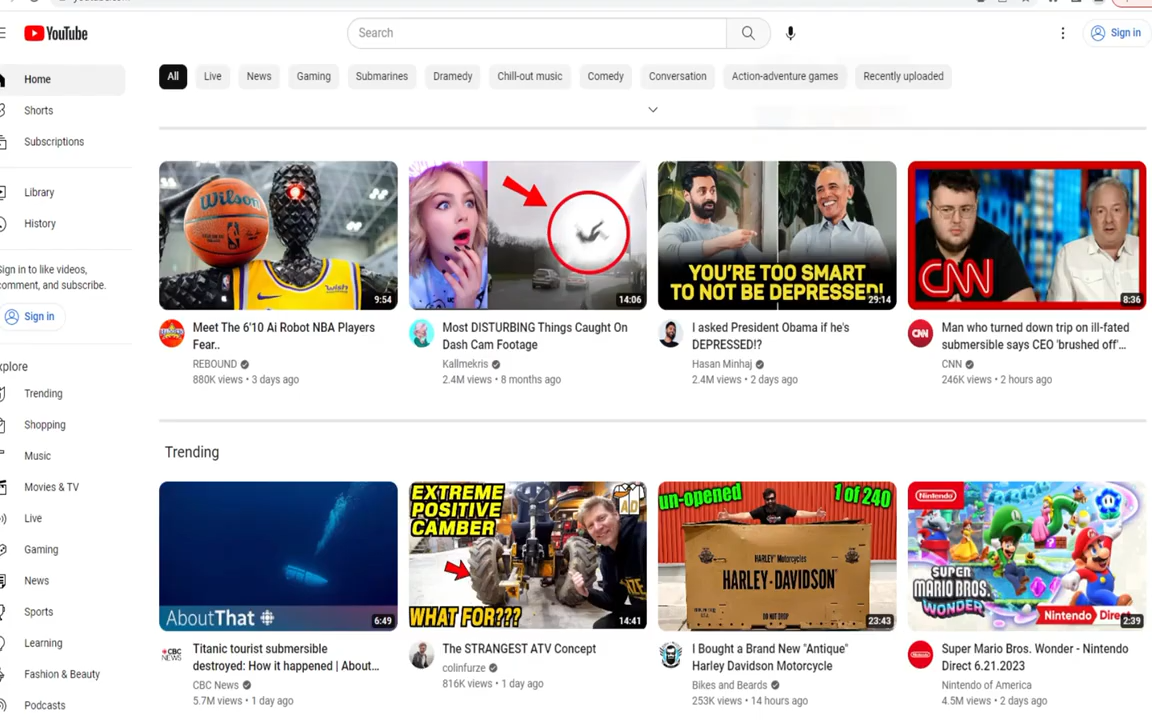 YouTube
Search
Sign in
Home
Shorts
Subscriptions
Library
History
Sign in to like videos,
comment, and subscribe.
Sign in
Explore
Trending
Shopping
Music
Movies & TV
Live
Gaming
News
Sports
Learning
Fashion & Beauty
Podcasts
All
Live
News
Gaming
Submarines
Dramedy
Chill-out music
Comedy
Conversation
Action-adventure games
Recently uploaded
Wilson
wish
9:54
Meet The 6'10 Ai Robot NBA Players
Fear..
REBOUND
880K views • 3 days ago
14:06
Most DISTURBING Things Caught On
Dash Cam Footage
Kallmekris
2.4M views • 8 months ago
YOU'RE TOO SMART
TO NOT BE DEPRESSED!
29:14
I asked President Obama if he's
DEPRESSED!?
Hasan Minhaj
2.4M views • 2 days ago
CNN
8:36
CNN
Man who turned down trip on ill-fated
submersible says CEO 'brushed off'...
CNN
246K views • 2 hours ago
Trending
AboutThat
6:49
CBC
NEWS
Titanic tourist submersible
destroyed: How it happened | About...
CBC News
5.7M views • 1 day ago
EXTREME
POSITIVE
CAMBER
AD
WHAT FOR???
14:41
The STRANGEST ATV Concept
colinfurze
816K views • 1 day ago
un-opened
1 of 240
HARLEY Motorcycles
HARLEY-DAVIDSON
DO NOT DROP
23:43
I Bought a Brand New "Antique"
Harley Davidson Motorcycle
Bikes and Beards
253K views • 14 hours ago
Nintendo
SUPER
MARIO BROS.
WONDER
Nintendo Direct
2:39
Super Mario Bros. Wonder - Nintendo
Direct 6.21.2023
Nintendo of America
4.5M views • 2 days ago